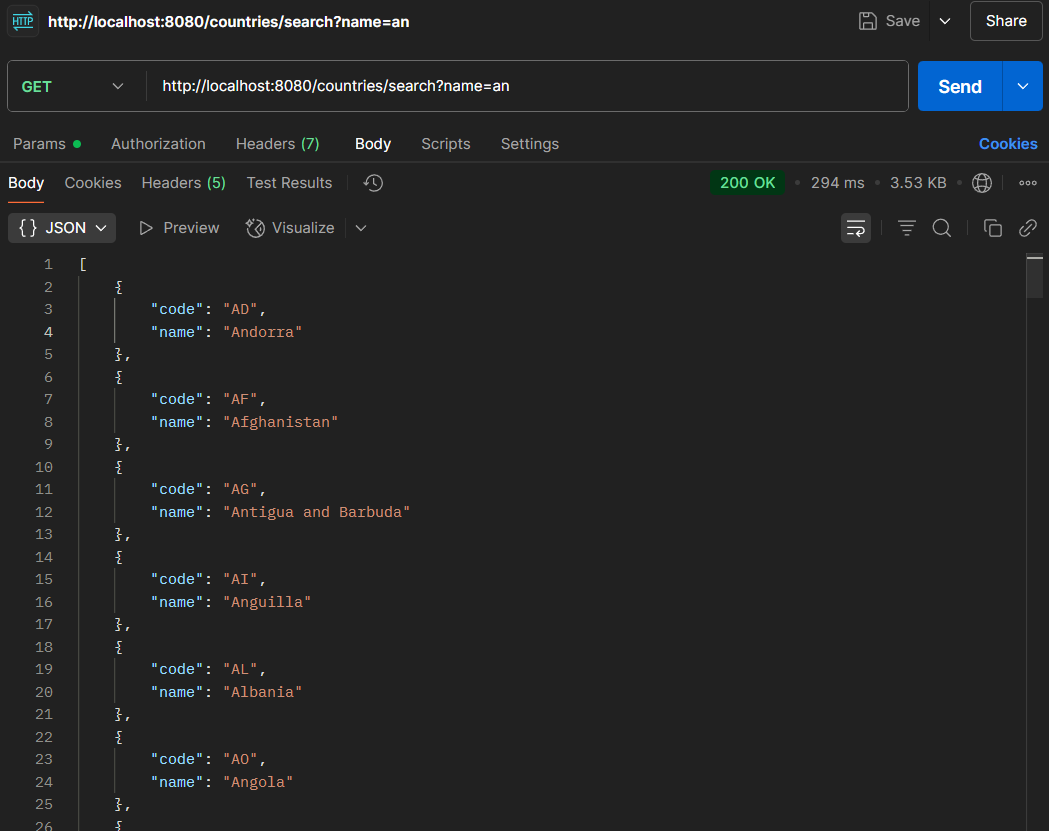 HTTP http://localhost:8080/countries/search?name=an Save Share
GET http://localhost:8080/countries/search?name=an Send
Params Authorization Headers (7) Body Scripts Settings Cookies
Body Cookies Headers (5) Test Results 200 OK 294 ms 3.53 KB
{} JSON Preview Visualize
1 [
2 {
3 "code": "AD",
4 "name": "Andorra"
5 },
6 {
7 "code": "AF",
8 "name": "Afghanistan"
9 },
10 {
11 "code": "AG",
12 "name": "Antigua and Barbuda"
13 },
14 {
15 "code": "AI",
16 "name": "Anguilla"
17 },
18 {
19 "code": "AL",
20 "name": "Albania"
21 },
22 {
23 "code": "AO",
24 "name": "Angola"
25 },
26 {